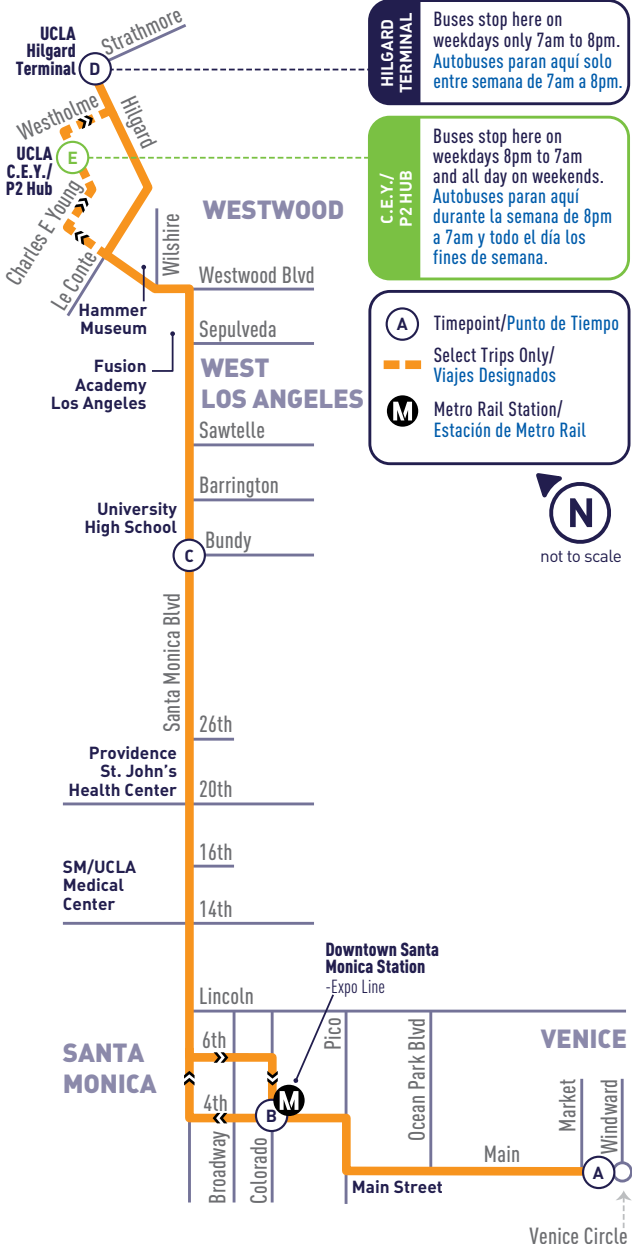 UCLA
Hilgard
Terminal
D
Strathmore
HILGARD
TERMINAL
Buses stop here on
weekdays only 7am to 8pm.
Autobuses paran aquí solo
entre semana de 7am a 8pm.
Westholme
Hilgard
UCLA
C.E.Y./
P2 Hub
E
C.E.Y./
P2 HUB
Buses stop here on
weekdays 8pm to 7am
and all day on weekends.
Autobuses paran aquí
durante la semana de 8pm
a 7am y todo el día los
fines de semana.
Charles E Young
Le Conte
Wilshire
WESTWOOD
Westwood Blvd
Hammer
Museum
Sepulveda
Fusion
Academy
Los Angeles
WEST
LOS ANGELES
A
Timepoint/Punto de Tiempo
Select Trips Only/
Viajes Designados
M
Metro Rail Station/
Estación de Metro Rail
Sawtelle
Barrington
University
High School
C
Bundy
N
not to scale
Santa Monica Blvd
26th
Providence
St. John's
Health Center
20th
16th
SM/UCLA
Medical
Center
14th
Downtown Santa
Monica Station
-Expo Line
Lincoln
SANTA
MONICA
6th
4th
Broadway
Colorado
B
M
Pico
Ocean Park Blvd
VENICE
Market
Windward
Main
A
Main Street
Venice Circle